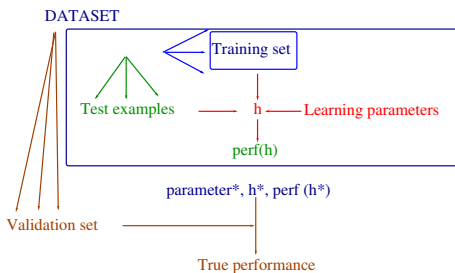 DATASET
Training set
Test examples
h
Learning parameters
perf(h)
parameter*, h*, perf (h*)
Validation set
True performance